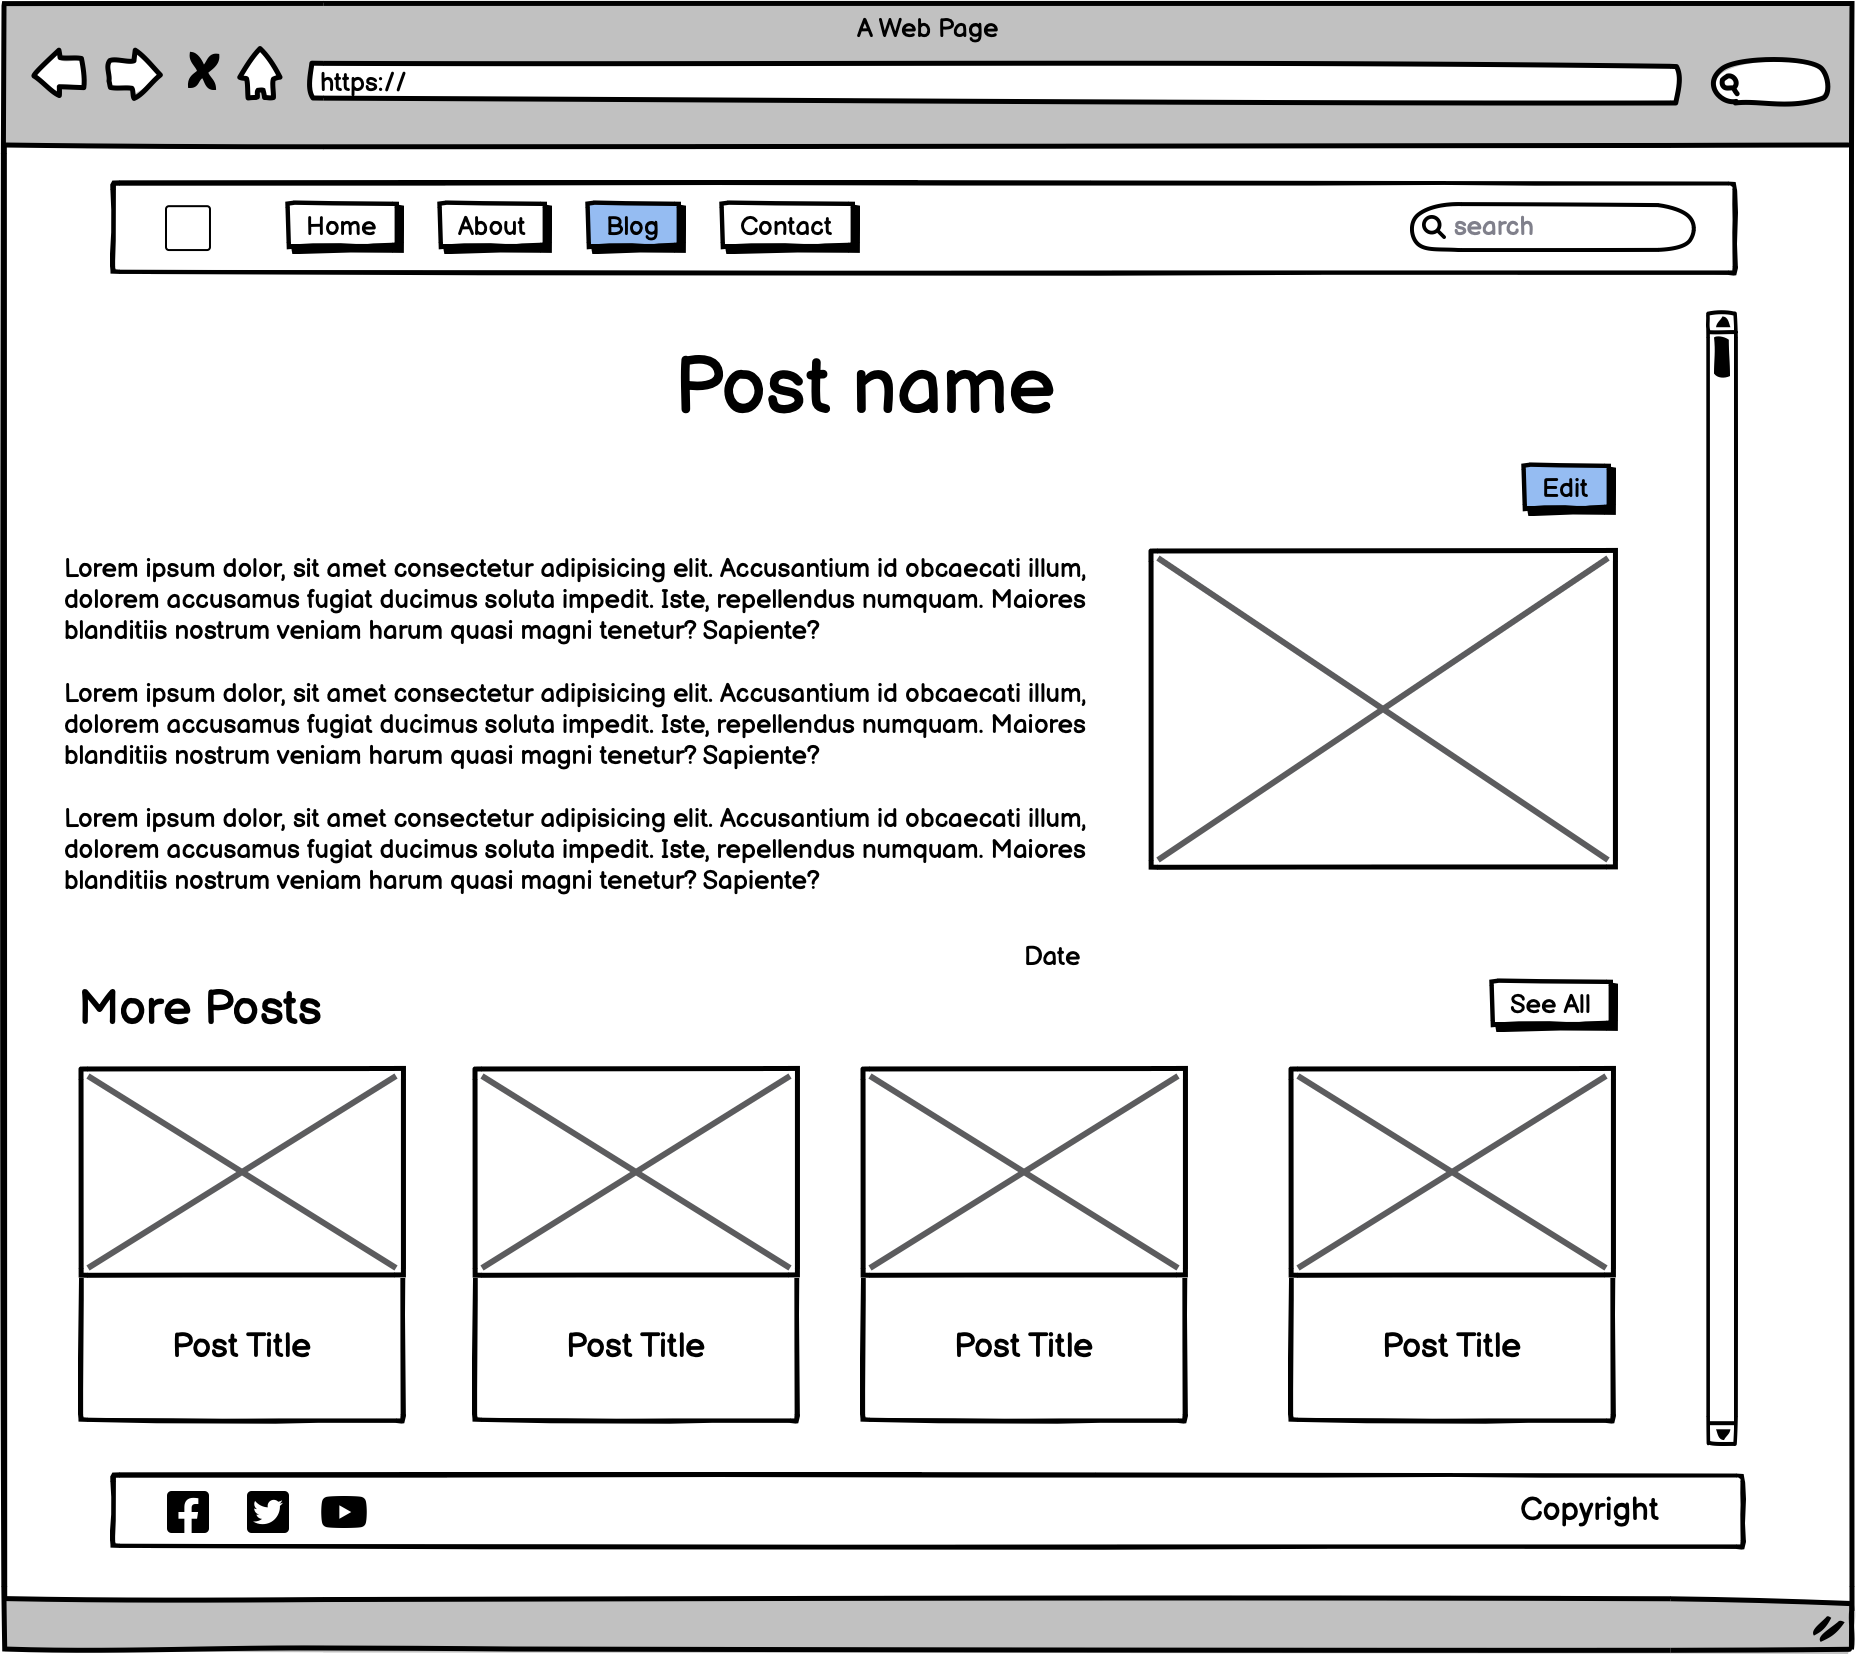 A Web Page
https://
Home
About
Blog
Contact
search
Post name
Edit
Lorem ipsum dolor, sit amet consectetur adipisicing elit. Accusantium id obcaecati illum,
dolorem accusamus fugiat ducimus soluta impedit. Iste, repellendus numquam. Maiores
blanditiis nostrum veniam harum quasi magni tenetur? Sapiente?
Lorem ipsum dolor, sit amet consectetur adipisicing elit. Accusantium id obcaecati illum,
dolorem accusamus fugiat ducimus soluta impedit. Iste, repellendus numquam. Maiores
blanditiis nostrum veniam harum quasi magni tenetur? Sapiente?
Lorem ipsum dolor, sit amet consectetur adipisicing elit. Accusantium id obcaecati illum,
dolorem accusamus fugiat ducimus soluta impedit. Iste, repellendus numquam. Maiores
blanditiis nostrum veniam harum quasi magni tenetur? Sapiente?
Date
More Posts
See All
Post Title
Post Title
Post Title
Post Title
Copyright